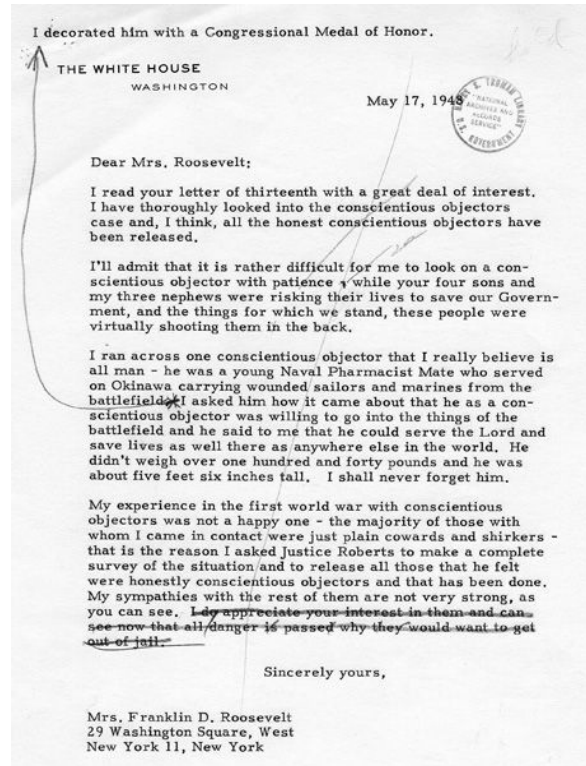 I decorated him with a Congressional Medal of Honor.
THE WHITE HOUSE
WASHINGTON
May 17, 1948
HARRY S. TRUMAN LIBRARY
"NATIONAL
ARCHIVES AND
RECORDS
SERVICE"
U.S. GOVERNMENT
Dear Mrs. Roosevelt:
I read your letter of thirteenth with a great deal of interest.
I have thoroughly looked into the conscientious objectors
case and, I think, all the honest conscientious objectors have
been released.
I'll admit that it is rather difficult for me to look on a con-
scientious objector with patience, while your four sons and
my three nephews were risking their lives to save our Govern-
ment, and the things for which we stand, these people were
virtually shooting them in the back.
I ran across one conscientious objector that I really believe is
all man - he was a young Naval Pharmacist Mate who served
on Okinawa carrying wounded sailors and marines from the
battlefield. I asked him how it came about that he as a con-
scientious objector was willing to go into the things of the
battlefield and he said to me that he could serve the Lord and
save lives as well there as anywhere else in the world. He
didn't weigh over one hundred and forty pounds and he was
about five feet six inches tall. I shall never forget him.
My experience in the first world war with conscientious
objectors was not a happy one - the majority of those with
whom I came in contact were just plain cowards and shirkers -
that is the reason I asked Justice Roberts to make a complete
survey of the situation and to release all those that he felt
were honestly conscientious objectors and that has been done.
My sympathies with the rest of them are not very strong, as
you can see. I do appreciate your interest in them and can
see now that all danger is passed why they would want to get
out of jail.
Sincerely yours,
Mrs. Franklin D. Roosevelt
29 Washington Square, West
New York 11, New York